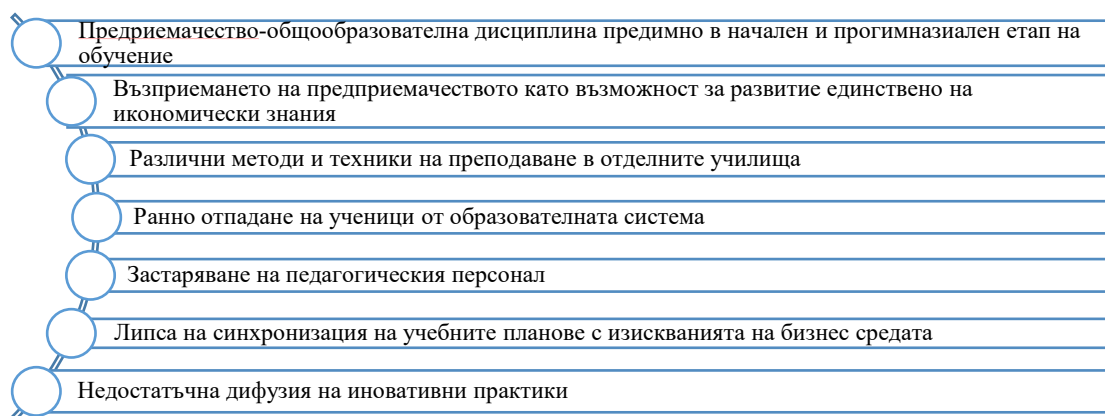 Предриемачество-общообразователна дисциплина предимно в начален и прогимназиален етап на
обучение
Възприемането на предприемачеството като възможност за развитие единствено на
икономически знания
Различни методи и техники на преподаване в отделните училища
Ранно отпадане на ученици от образователната система
Застаряване на педагогическия персонал
Липса на синхронизация на учебните планове с изискванията на бизнес средата
Недостатъчна дифузия на иновативни практики